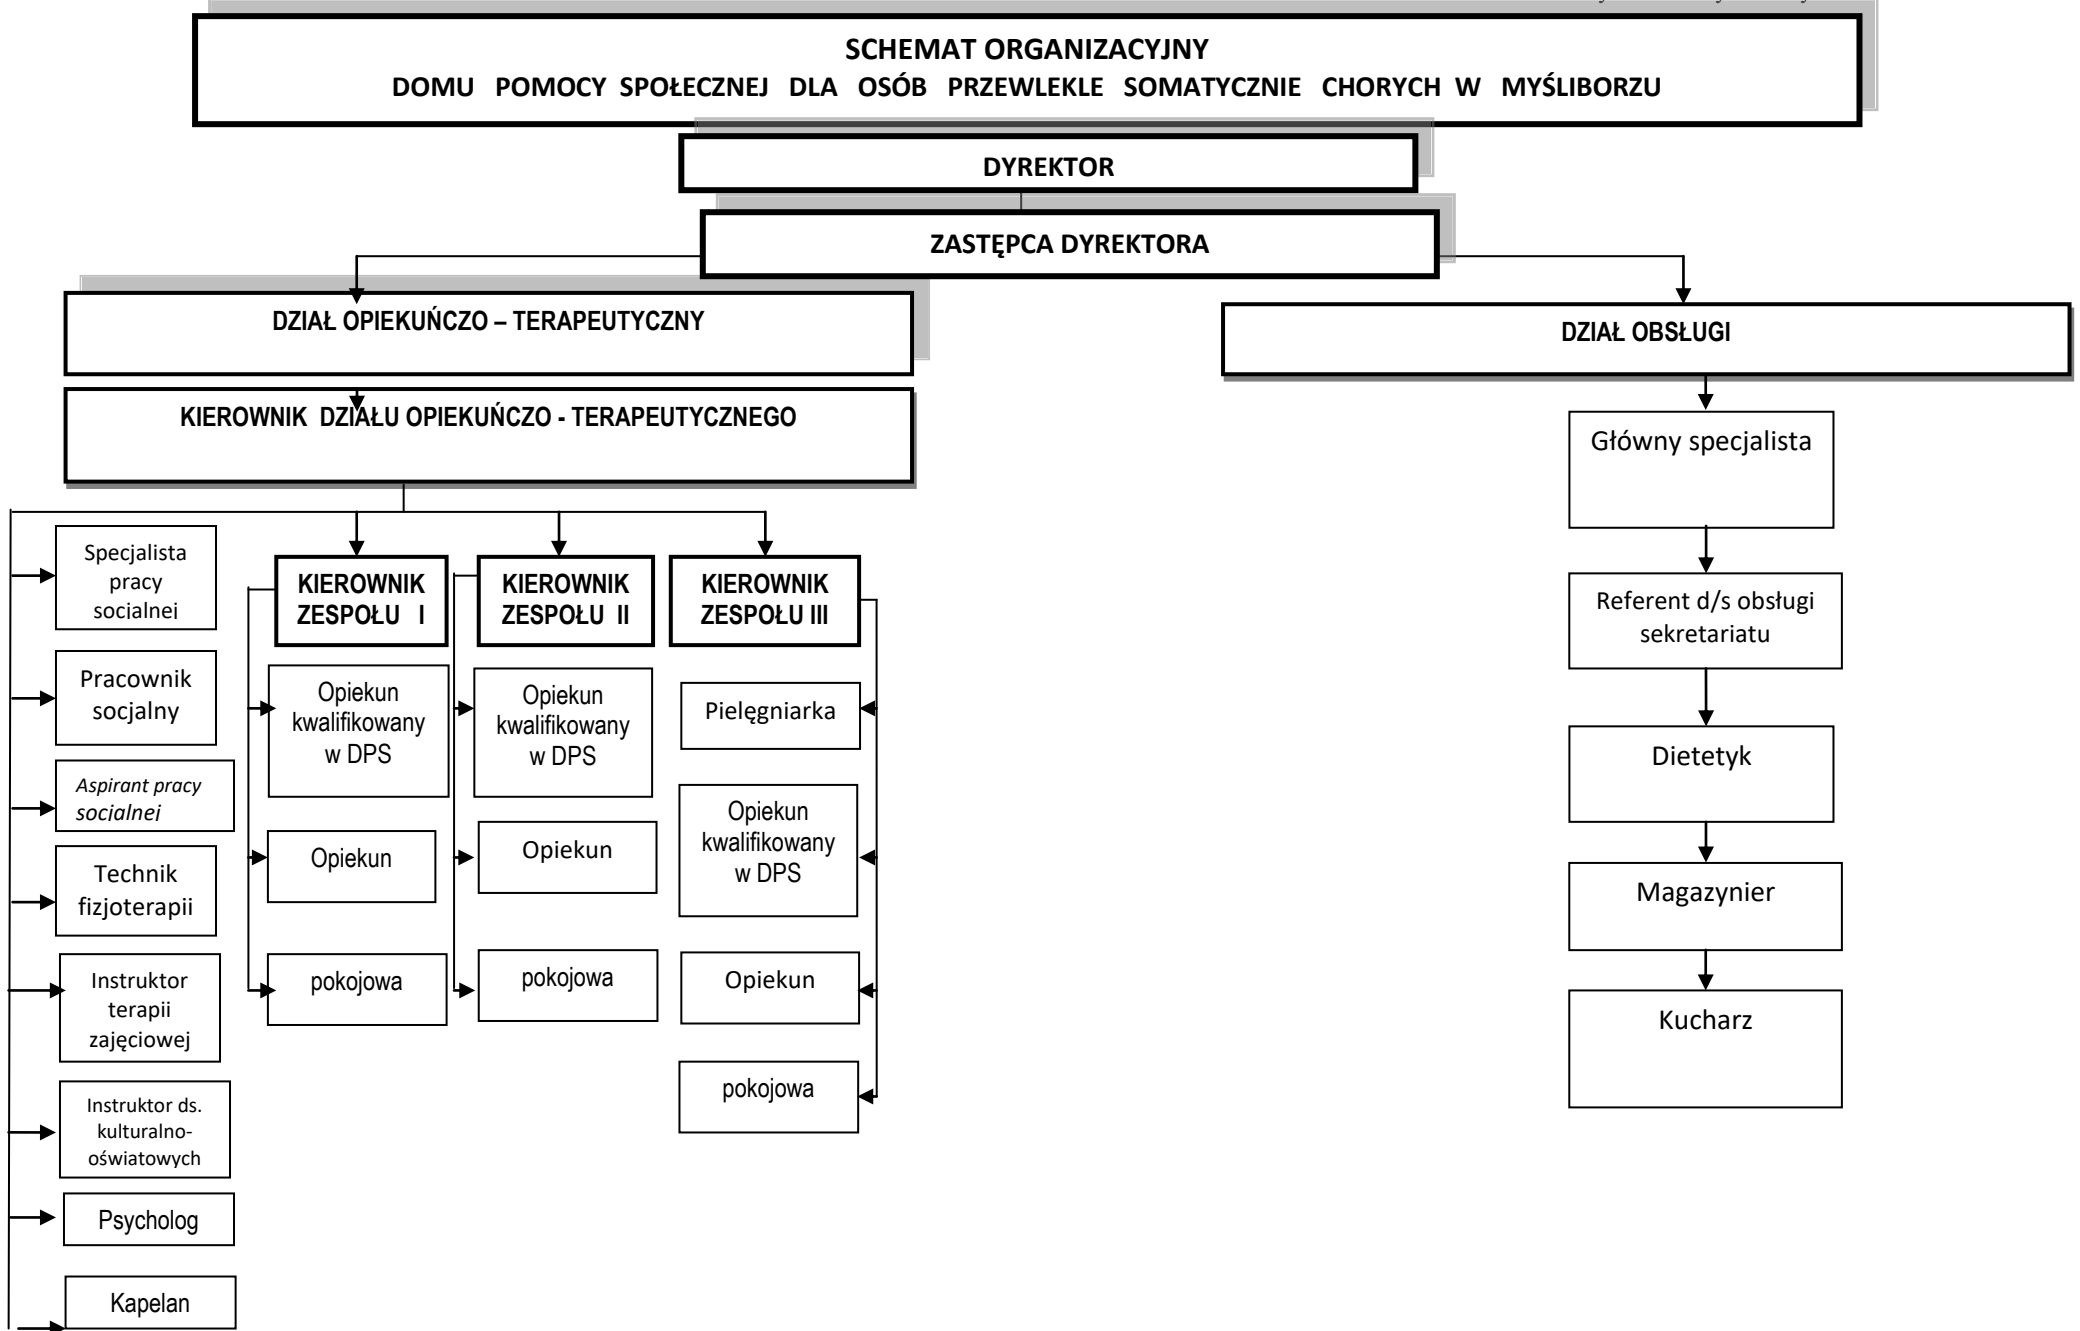 SCHEMAT ORGANIZACYJNY
DOMU POMOCY SPOŁECZNEJ DLA OSÓB PRZEWLEKLE SOMATYCZNIE CHORYCH W MYŚLIBORZU
DYREKTOR
ZASTĘPCA DYREKTORA
DZIAŁ OPIEKUŃCZO – TERAPEUTYCZNY
KIEROWNIK DZIAŁU OPIEKUŃCZO - TERAPEUTYCZNEGO
Specjalista
pracy
socjalnej
Pracownik
socjalny
Aspirant pracy
socjalnej
Technik
fizjoterapii
Instruktor
terapii
zajęciowej
Instruktor ds.
kulturalno-
oświatowych
Psycholog
Kapelan
KIEROWNIK
ZESPOŁU I
Opiekun
kwalifikowany
w DPS
Opiekun
pokojowa
KIEROWNIK
ZESPOŁU II
Opiekun
kwalifikowany
w DPS
Opiekun
pokojowa
KIEROWNIK
ZESPOŁU III
Pielęgniarka
Opiekun
kwalifikowany
w DPS
Opiekun
pokojowa
DZIAŁ OBSŁUGI
Główny specjalista
Referent d/s obsługi
sekretariatu
Dietetyk
Magazynier
Kucharz